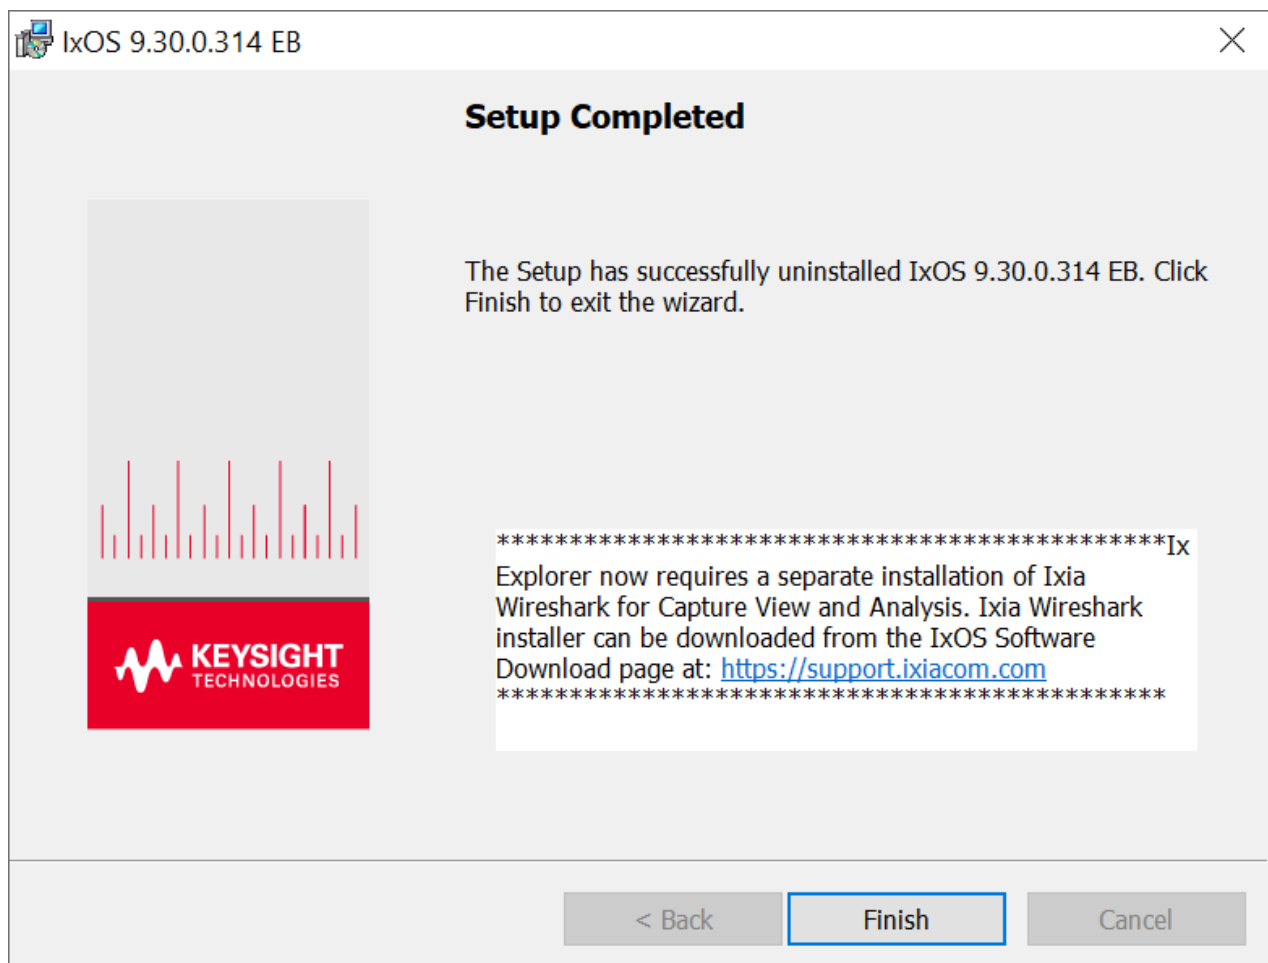 IxOS 9.30.0.314 EB
Setup Completed
The Setup has successfully uninstalled IxOS 9.30.0.314 EB. Click
Finish to exit the wizard.
**********************************************Ix
Explorer now requires a separate installation of Ixia
Wireshark for Capture View and Analysis. Ixia Wireshark
installer can be downloaded from the IxOS Software
Download page at: https://support.ixiacom.com
**********************************************
KEYSIGHT
TECHNOLOGIES
< Back
Finish
Cancel